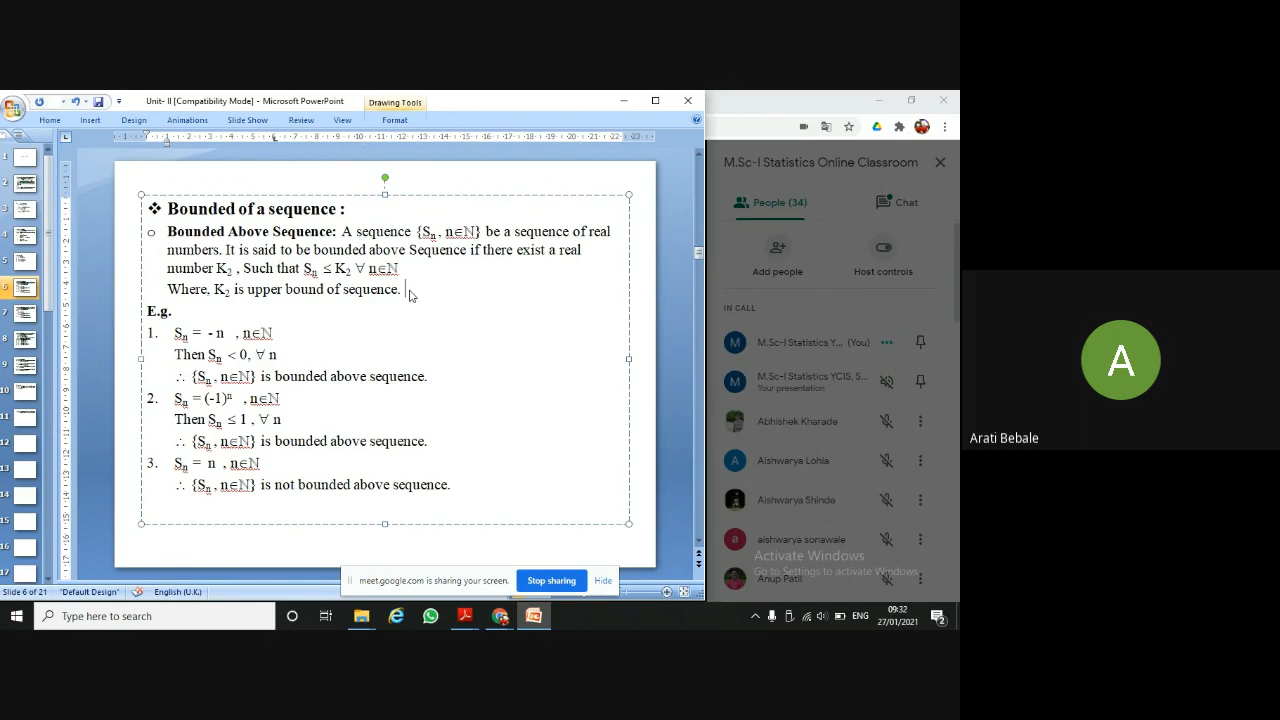 Unit- II [Compatibility Mode] - Microsoft PowerPoint
Drawing Tools
Home Insert Design Animations Slide Show Review View Format
❖ Bounded of a sequence :
o Bounded Above Sequence: A sequence {Sn , n∈ℕ} be a sequence of real
numbers. It is said to be bounded above Sequence if there exist a real
number K2 , Such that Sn ≤ K2 ∀ n∈ℕ
Where, K2 is upper bound of sequence.
E.g.
1. Sn = - n , n∈ℕ
Then Sn < 0, ∀ n
∴ {Sn , n∈ℕ} is bounded above sequence.
2. Sn = (-1)ⁿ , n∈ℕ
Then Sn ≤ 1 , ∀ n
∴ {Sn , n∈ℕ} is bounded above sequence.
3. Sn = n , n∈ℕ
∴ {Sn , n∈ℕ} is not bounded above sequence.
meet.google.com is sharing your screen. Stop sharing Hide
Slide 6 of 21 "Default Design" English (U.K.)
Type here to search
ENG
09:32
27/01/2021
M.Sc-I Statistics Online Classroom
People (34) Chat
Add people Host controls
IN CALL
M M.Sc-I Statistics Y... (You)
M M.Sc-I Statistics YCIS, S...
Your presentation
Abhishek Kharade
A Aishwarya Lohia
Aishwarya Shinde
a aishwarya sonawale
Activate Windows
Go to Settings to activate Windows.
Anup Patil
A
Arati Bebale